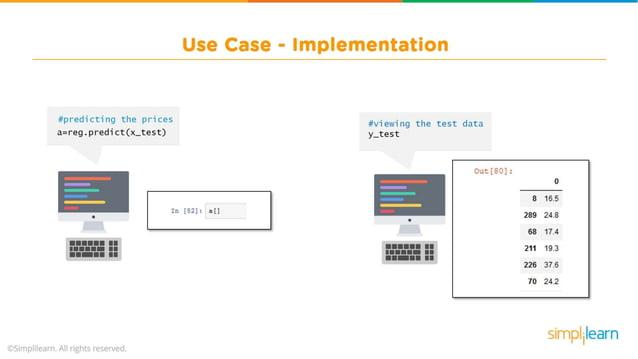 Use Case - Implementation
#predicting the prices
a=reg.predict(x_test)
In [82]: a[]
#viewing the test data
y_test
Out[80]:
0
8 16.5
289 24.8
68 17.4
211 19.3
226 37.6
70 24.2
©Simplilearn. All rights reserved.
simplilearn